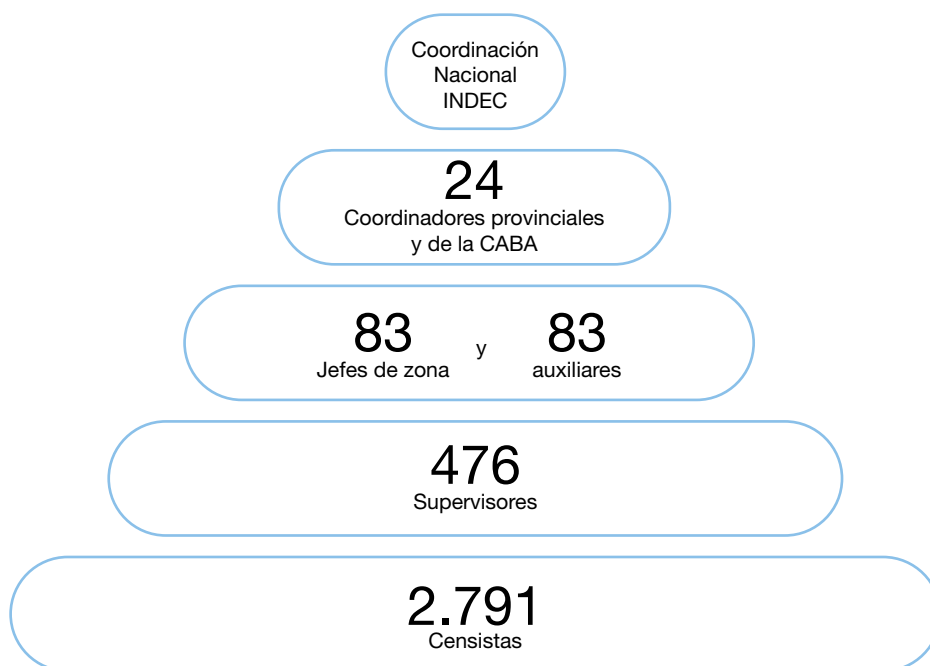 Coordinación
Nacional
INDEC
24
Coordinadores provinciales
y de la CABA
83 y 83
Jefes de zona auxiliares
476
Supervisores
2.791
Censistas